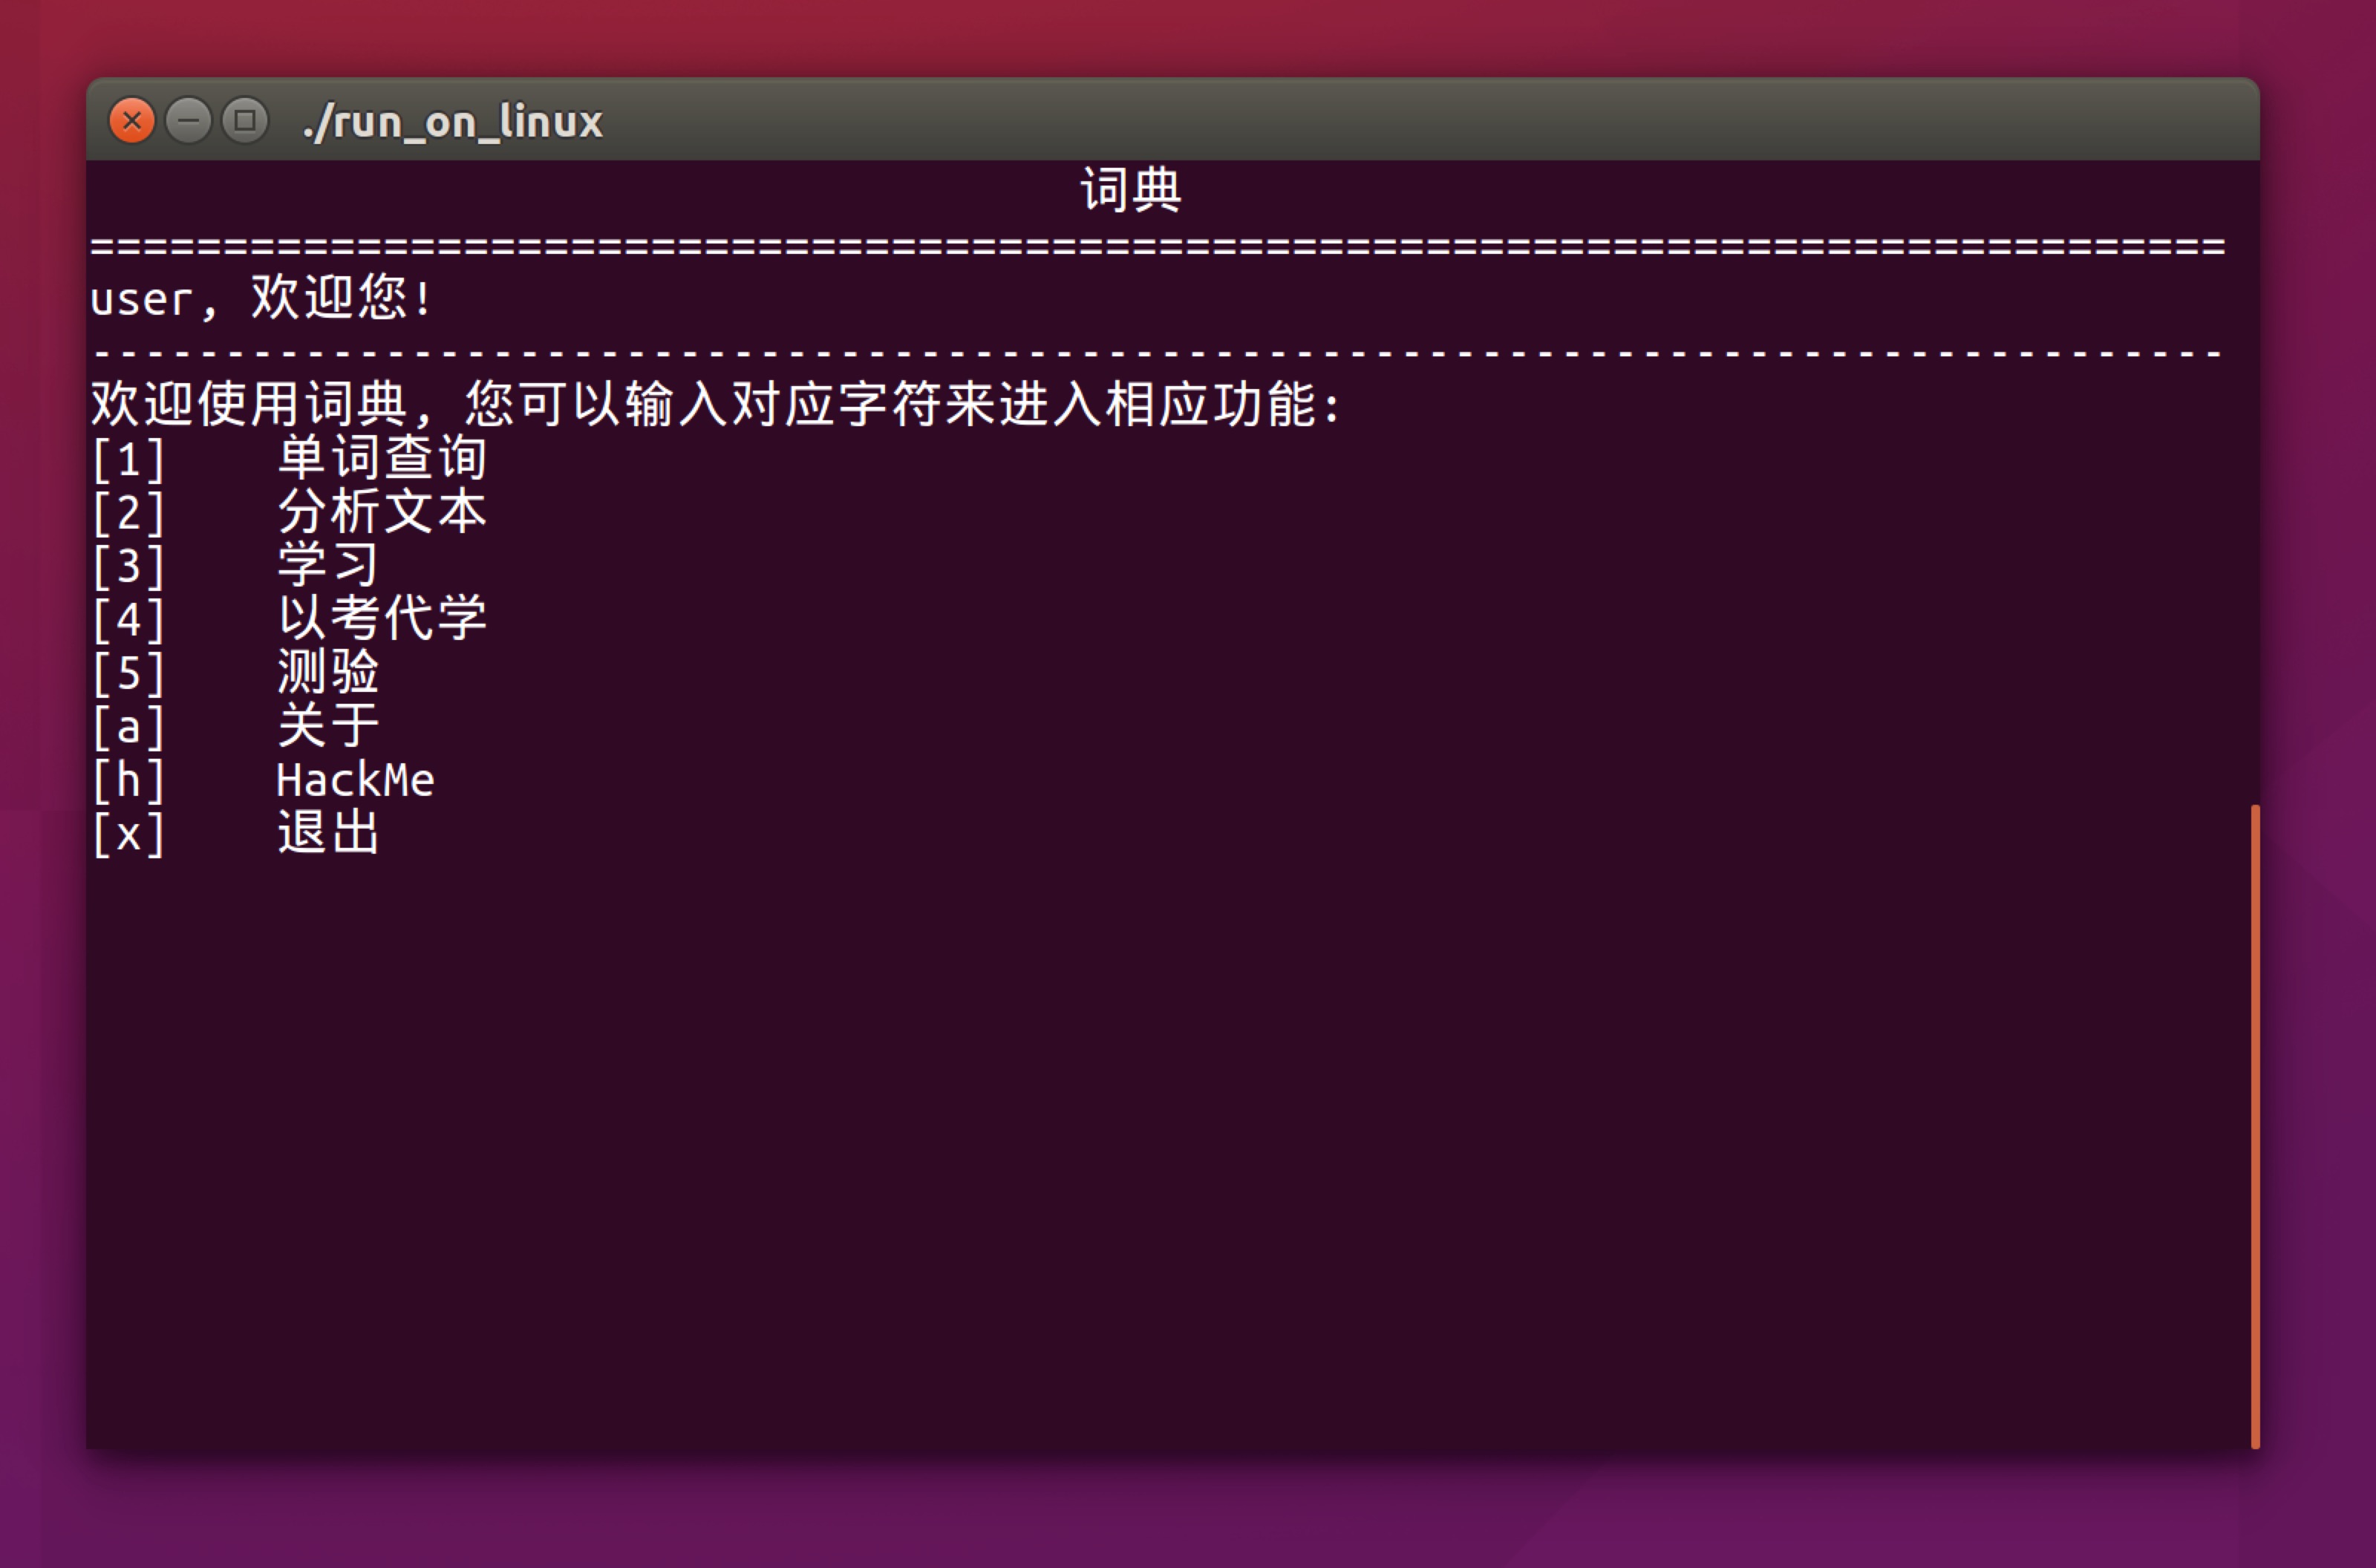 ./run_on_linux
词典
================================================================================
user, 欢迎您!
--------------------------------------------------------------------------------
欢迎使用词典, 您可以输入对应字符来进入相应功能:
[1]    单词查询
[2]    分析文本
[3]    学习
[4]    以考代学
[5]    测验
[a]    关于
[h]    HackMe
[x]    退出